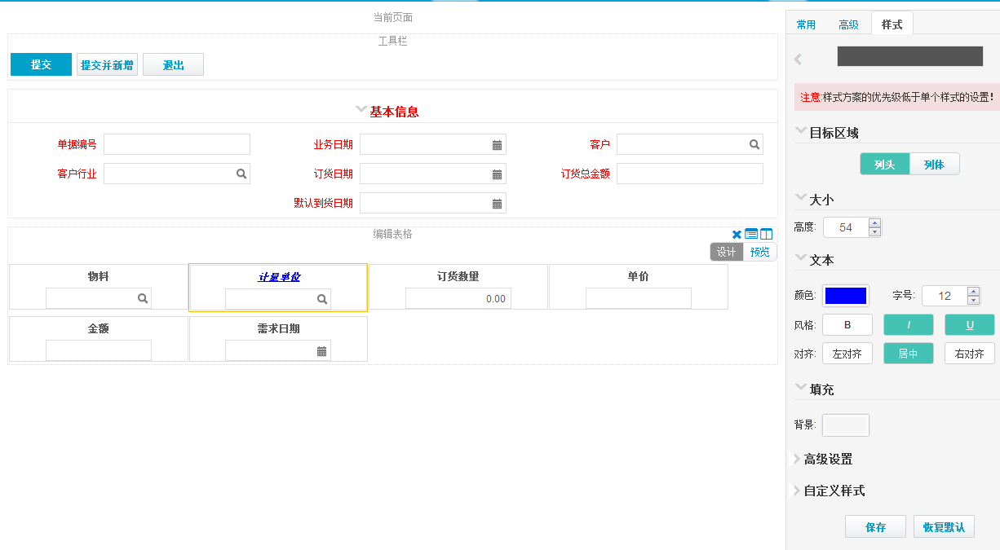 当前页面
工具栏
提交 提交并新增 退出
基本信息
单据编号 业务日期 客户
客户行业 订货日期 订货总金额
默认到货日期
编辑表格
设计 预览
物料 计量单位 订货数量 单价
0.00
金额 需求日期
常用 高级 样式
注意:样式方案的优先级低于单个样式的设置!
目标区域
列头 列体
大小
高度: 54
文本
颜色: 字号: 12
风格: B I U
对齐: 左对齐 居中 右对齐
填充
背景:
高级设置
自定义样式
保存 恢复默认